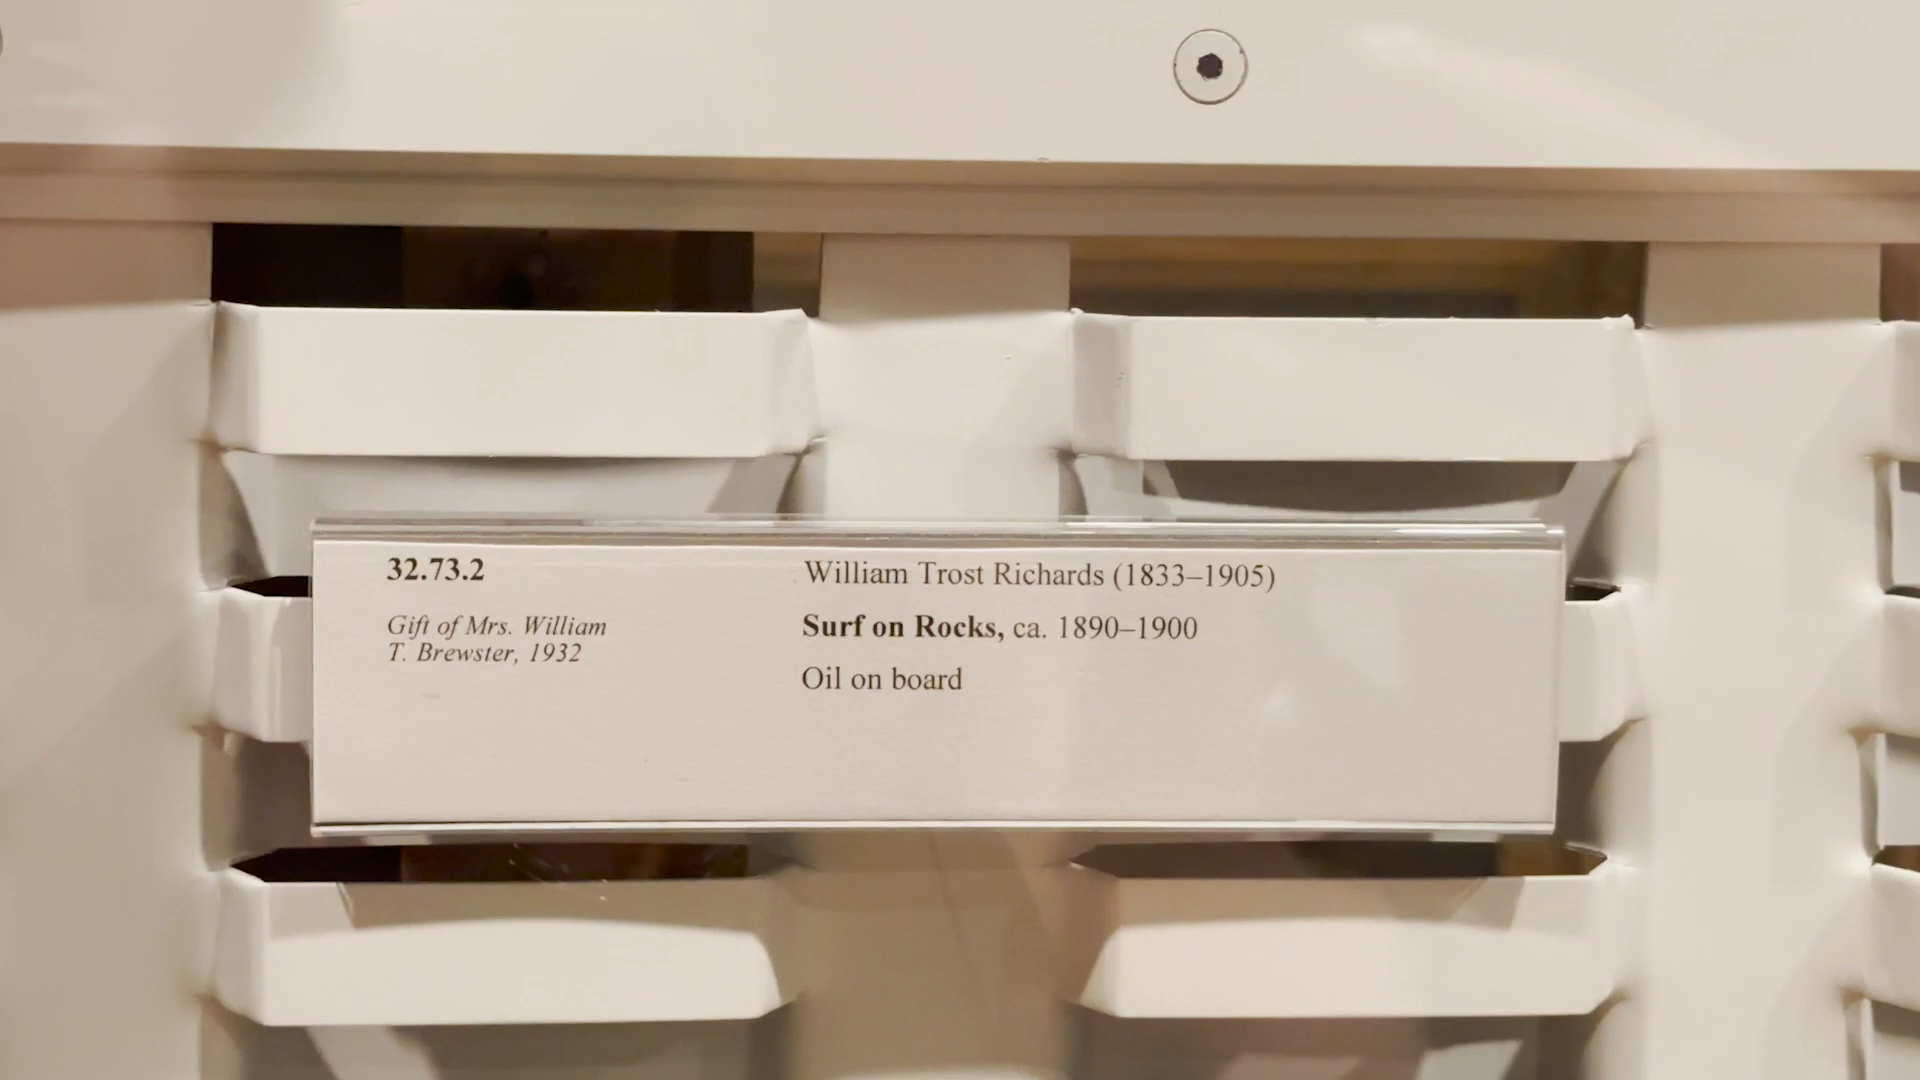 32.73.2
Gift of Mrs. William
T. Brewster, 1932
William Trost Richards (1833–1905)
Surf on Rocks, ca. 1890–1900
Oil on board